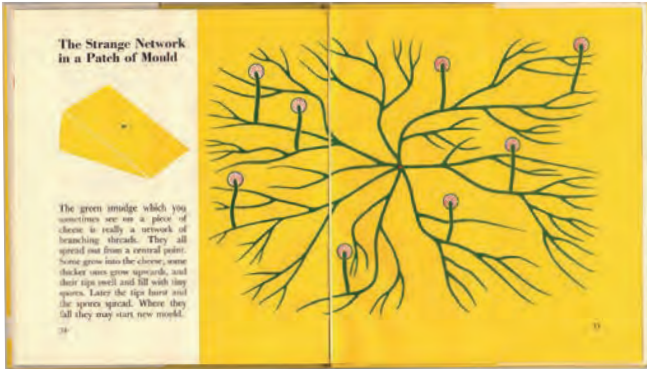 The Strange Network
in a Patch of Mould
The green smudge which you
sometimes see on a piece of
cheese is really a network of
branching threads. They all
spread out from a central point.
Some grow into the cheese, some
thicker ones grow upwards, and
their tips swell and fill with tiny
spores. Later the tips burst and
the spores spread. Where they
fall they may start new mould.